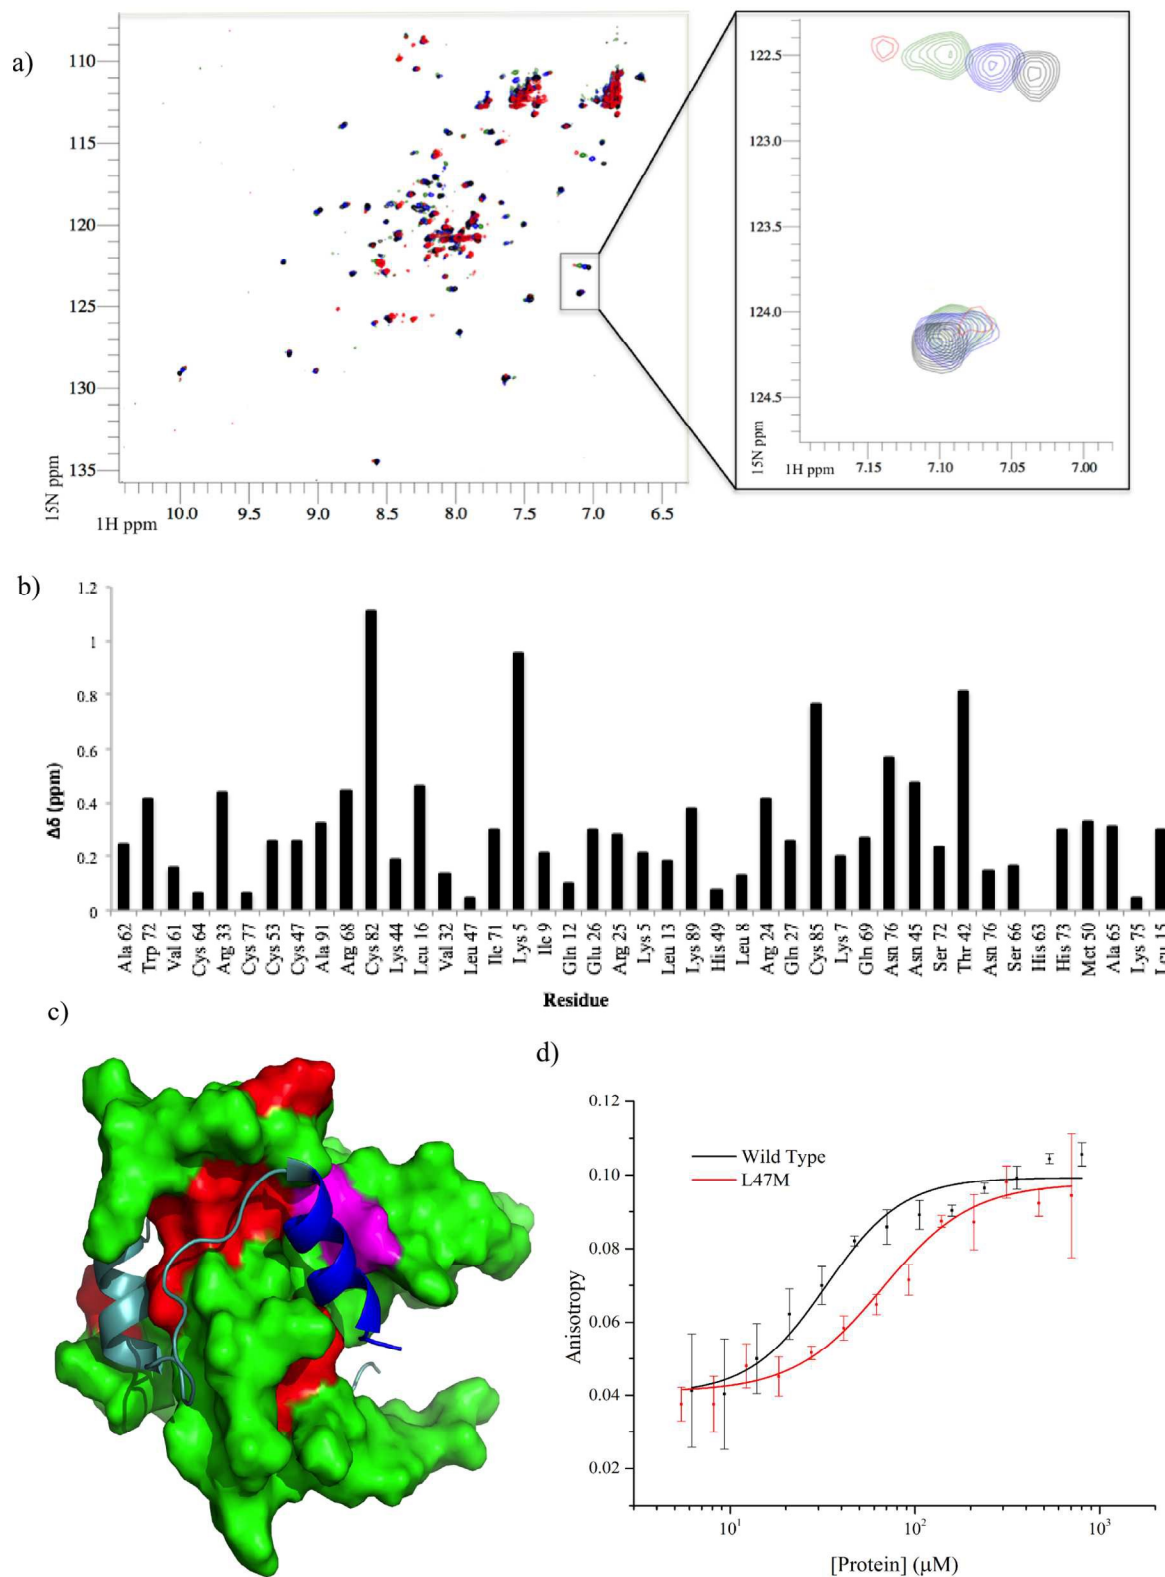 a)
110
115
120
125
130
135
15N ppm
1H ppm
10.0
9.5
9.0
8.5
8.0
7.5
7.0
6.5
122.5
123.0
123.5
124.0
124.5
15N ppm
1H ppm
7.15
7.10
7.05
7.00
b)
1.2
1
0.8
0.6
0.4
0.2
0
Δδ (ppm)
Ala 62
Trp 72
Val 61
Cys 64
Arg 33
Cys 77
Cys 53
Cys 47
Ala 91
Arg 68
Cys 82
Lys 44
Leu 16
Val 32
Leu 47
Ile 71
Lys 5
Ile 9
Gln 12
Glu 26
Arg 25
Lys 5
Leu 13
Lys 89
His 49
Leu 8
Arg 24
Gln 27
Cys 85
Lys 7
Gln 69
Asn 76
Asn 45
Ser 72
Thr 42
Asn 76
Ser 66
His 63
His 73
Met 50
Ala 65
Lys 75
Leu 15
Residue
c)
d)
0.12
0.10
0.08
0.06
0.04
0.02
Anisotropy
Wild Type
L47M
10¹
10²
10³
[Protein] (μM)